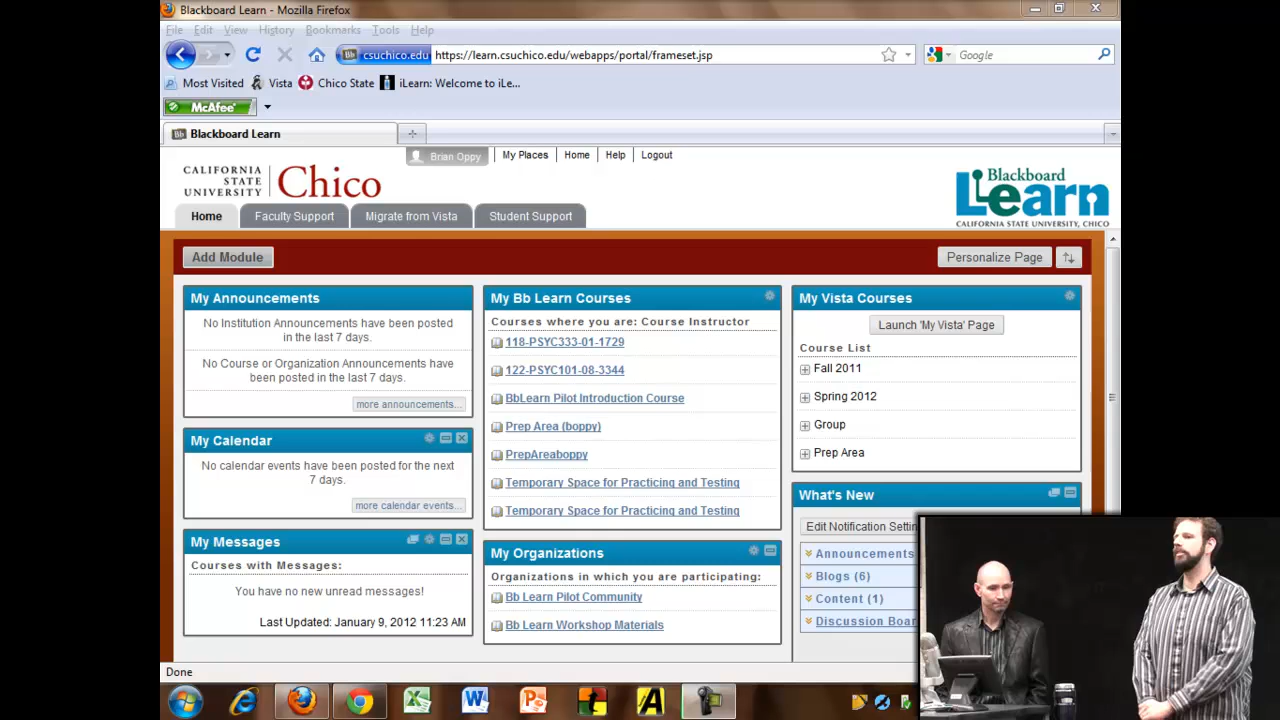 Blackboard Learn - Mozilla Firefox
File Edit View History Bookmarks Tools Help
csuchico.edu https://learn.csuchico.edu/webapps/portal/frameset.jsp Google
Most Visited Vista Chico State iLearn: Welcome to iLe...
McAfee
Blackboard Learn
Brian Oppy My Places Home Help Logout
CALIFORNIA STATE UNIVERSITY Chico
Blackboard
Learn
CALIFORNIA STATE UNIVERSITY, CHICO
Home Faculty Support Migrate from Vista Student Support
Add Module Personalize Page
My Announcements
No Institution Announcements have been posted
in the last 7 days.
No Course or Organization Announcements have
been posted in the last 7 days.
more announcements...
My Calendar
No calendar events have been posted for the next
7 days.
more calendar events...
My Messages
Courses with Messages:
You have no new unread messages!
Last Updated: January 9, 2012 11:23 AM
My Bb Learn Courses
Courses where you are: Course Instructor
118-PSYC333-01-1729
122-PSYC101-08-3344
BbLearn Pilot Introduction Course
Prep Area (boppy)
PrepAreaboppy
Temporary Space for Practicing and Testing
Temporary Space for Practicing and Testing
My Organizations
Organizations in which you are participating:
Bb Learn Pilot Community
Bb Learn Workshop Materials
My Vista Courses
Launch 'My Vista' Page
Course List
Fall 2011
Spring 2012
Group
Prep Area
What's New
Edit Notification Settin
Announcements
Blogs (6)
Content (1)
Discussion Boar
Done